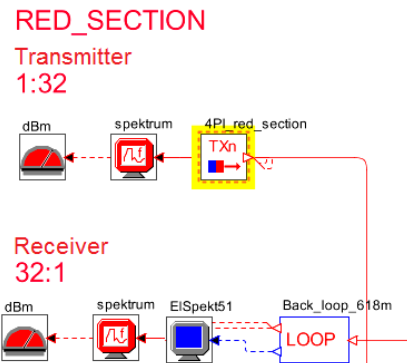 RED_SECTION
Transmitter
1:32
dBm
spektrum
4PI_red_section
TXn
Receiver
32:1
dBm
spektrum
ElSpekt51
Back_loop_618m
LOOP